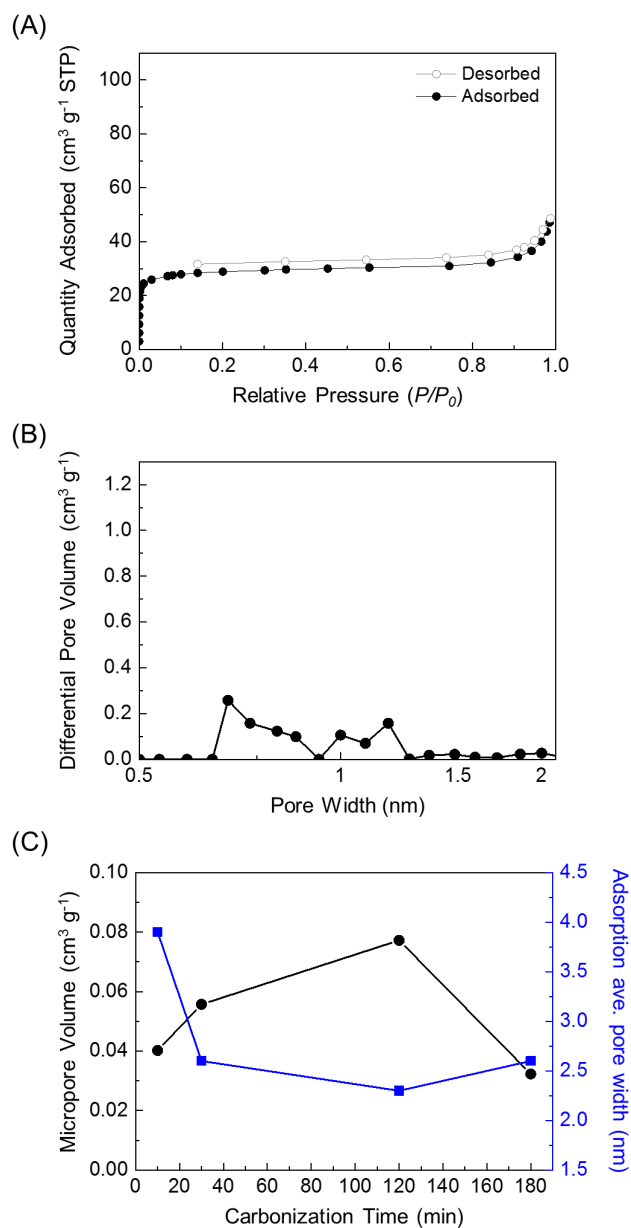 (A)
Quantity Adsorbed (cm³ g⁻¹ STP)
100
80
60
40
20
0
Desorbed
Adsorbed
0.0 0.2 0.4 0.6 0.8 1.0
Relative Pressure (P/P₀)
(B)
Differential Pore Volume (cm³ g⁻¹)
1.2
1.0
0.8
0.6
0.4
0.2
0.0
0.5 1 1.5 2
Pore Width (nm)
(C)
Micropore Volume (cm³ g⁻¹)
0.10
0.08
0.06
0.04
0.02
0.00
4.5
4.0
3.5
3.0
2.5
2.0
1.5
Adsorption ave. pore width (nm)
0 20 40 60 80 100 120 140 160 180
Carbonization Time (min)